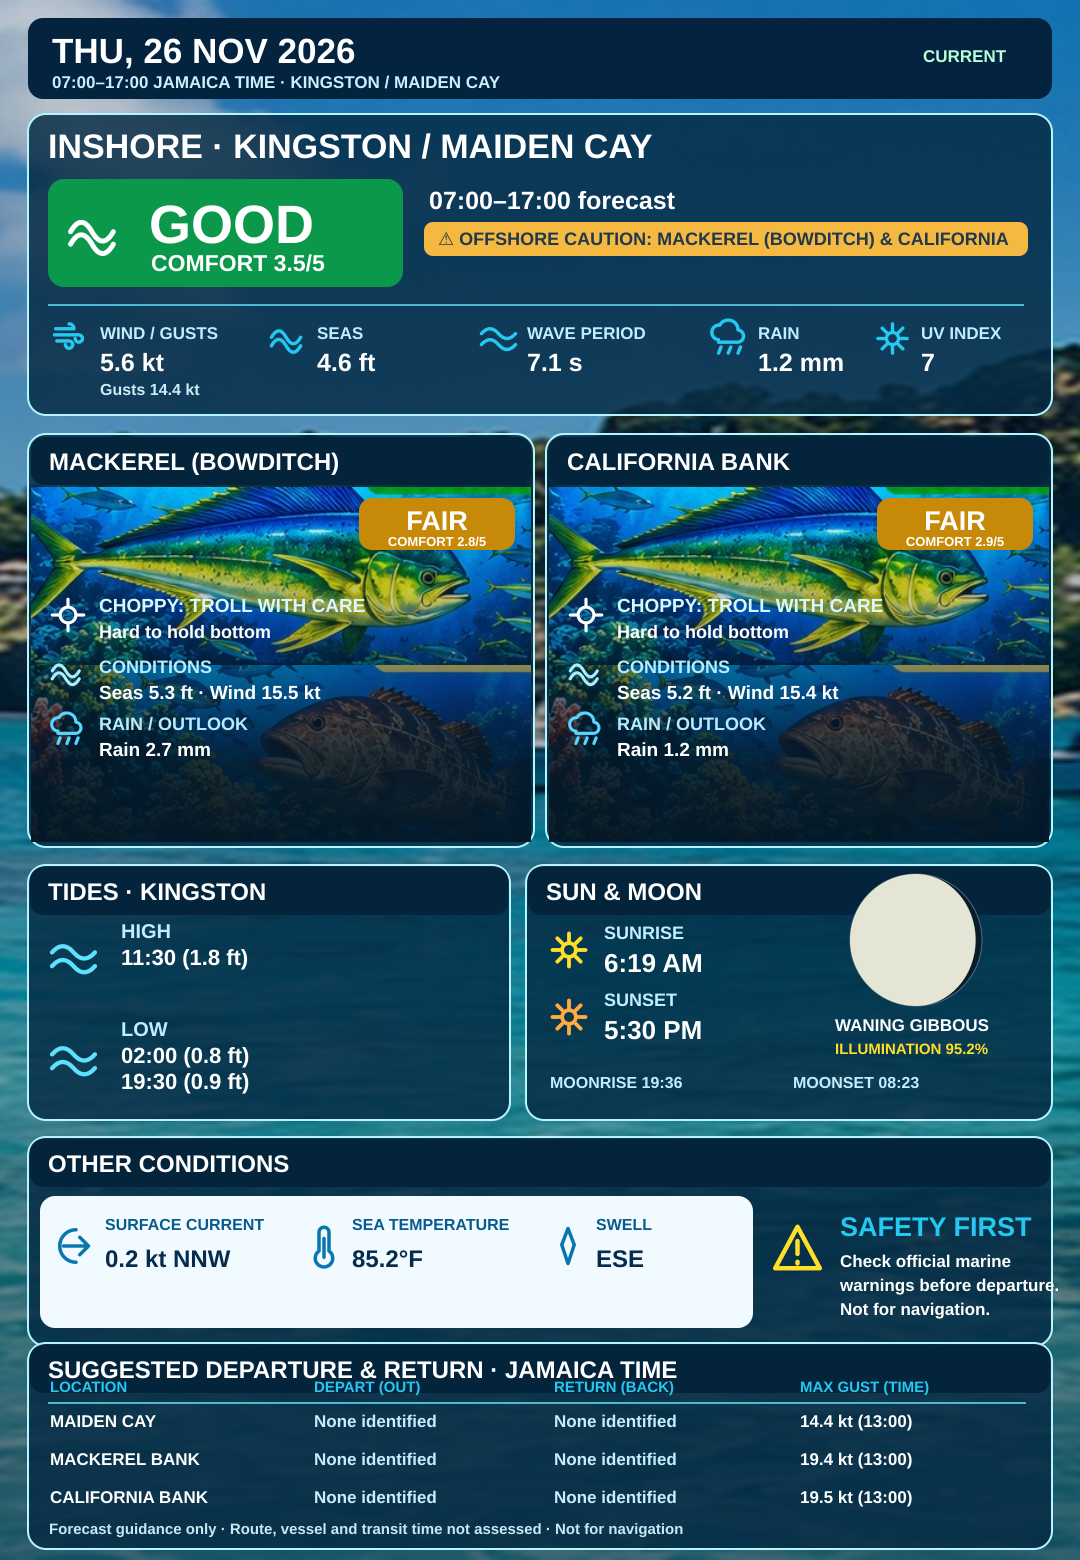 THU, 26 NOV 2026
07:00–17:00 JAMAICA TIME · KINGSTON / MAIDEN CAY
CURRENT
INSHORE · KINGSTON / MAIDEN CAY
GOOD
COMFORT 3.5/5
07:00–17:00 forecast
⚠ OFFSHORE CAUTION: MACKEREL (BOWDITCH) & CALIFORNIA
WIND / GUSTS
5.6 kt
Gusts 14.4 kt
SEAS
4.6 ft
WAVE PERIOD
7.1 s
RAIN
1.2 mm
UV INDEX
7
MACKEREL (BOWDITCH)
FAIR
COMFORT 2.8/5
CHOPPY: TROLL WITH CARE
Hard to hold bottom
CONDITIONS
Seas 5.3 ft · Wind 15.5 kt
RAIN / OUTLOOK
Rain 2.7 mm
CALIFORNIA BANK
FAIR
COMFORT 2.9/5
CHOPPY: TROLL WITH CARE
Hard to hold bottom
CONDITIONS
Seas 5.2 ft · Wind 15.4 kt
RAIN / OUTLOOK
Rain 1.2 mm
TIDES · KINGSTON
HIGH
11:30 (1.8 ft)
LOW
02:00 (0.8 ft)
19:30 (0.9 ft)
SUN & MOON
SUNRISE
6:19 AM
SUNSET
5:30 PM
WANING GIBBOUS
ILLUMINATION 95.2%
MOONRISE 19:36
MOONSET 08:23
OTHER CONDITIONS
SURFACE CURRENT
0.2 kt NNW
SEA TEMPERATURE
85.2°F
SWELL
ESE
SAFETY FIRST
Check official marine
warnings before departure.
Not for navigation.
SUGGESTED DEPARTURE & RETURN · JAMAICA TIME
LOCATION DEPART (OUT) RETURN (BACK) MAX GUST (TIME)
MAIDEN CAY None identified None identified 14.4 kt (13:00)
MACKEREL BANK None identified None identified 19.4 kt (13:00)
CALIFORNIA BANK None identified None identified 19.5 kt (13:00)
Forecast guidance only · Route, vessel and transit time not assessed · Not for navigation